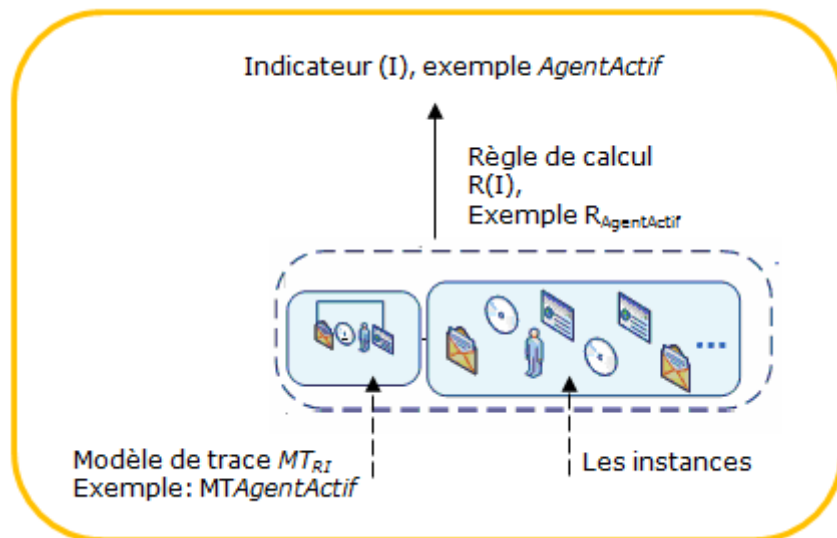 Indicateur (I), exemple AgentActif
Règle de calcul
R(I),
Exemple RAgentActif
Modèle de trace MTRI
Exemple: MTAgentActif
Les instances